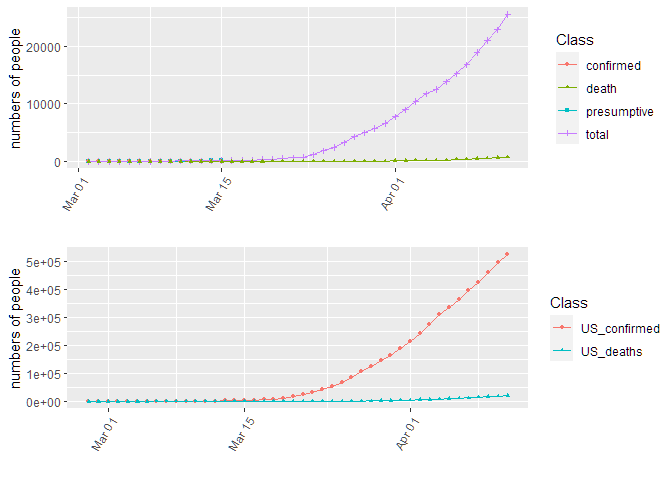 numbers of people
20000
10000
0
Mar 01
Mar 15
Apr 01
Class
confirmed
death
presumptive
total
numbers of people
5e+05
4e+05
3e+05
2e+05
1e+05
0e+00
Mar 01
Mar 15
Apr 01
Class
US_confirmed
US_deaths